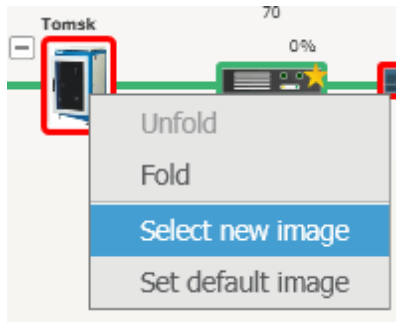 Tomsk
70
0%
Unfold
Fold
Select new image
Set default image